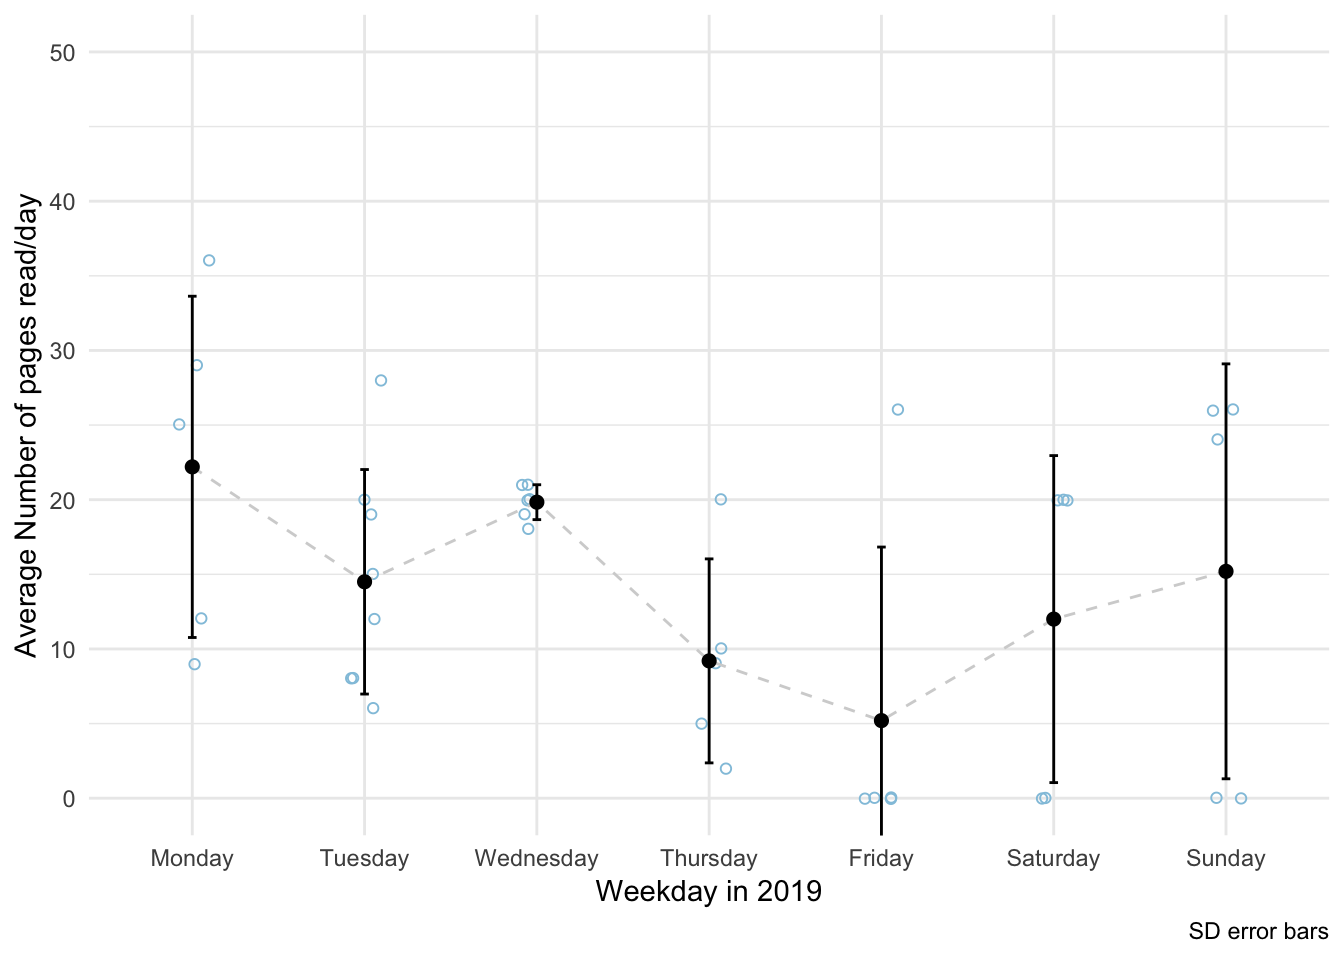 Average Number of pages read/day
50
40
30
20
10
0
Monday Tuesday Wednesday Thursday Friday Saturday Sunday
Weekday in 2019
SD error bars